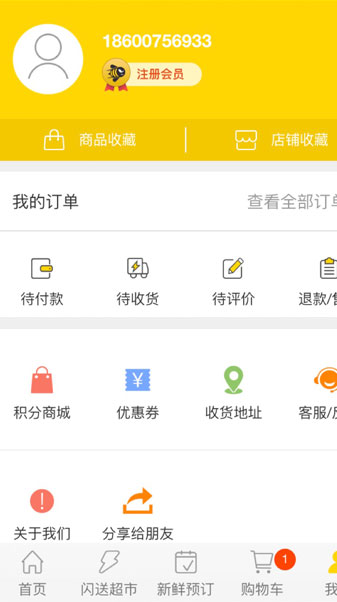 18600756933
注册会员
商品收藏
店铺收藏
我的订单
查看全部订单
待付款
待收货
待评价
退款/售
积分商城
优惠券
收货地址
客服/反
关于我们
分享给朋友
首页
闪送超市
新鲜预订
购物车
1
我